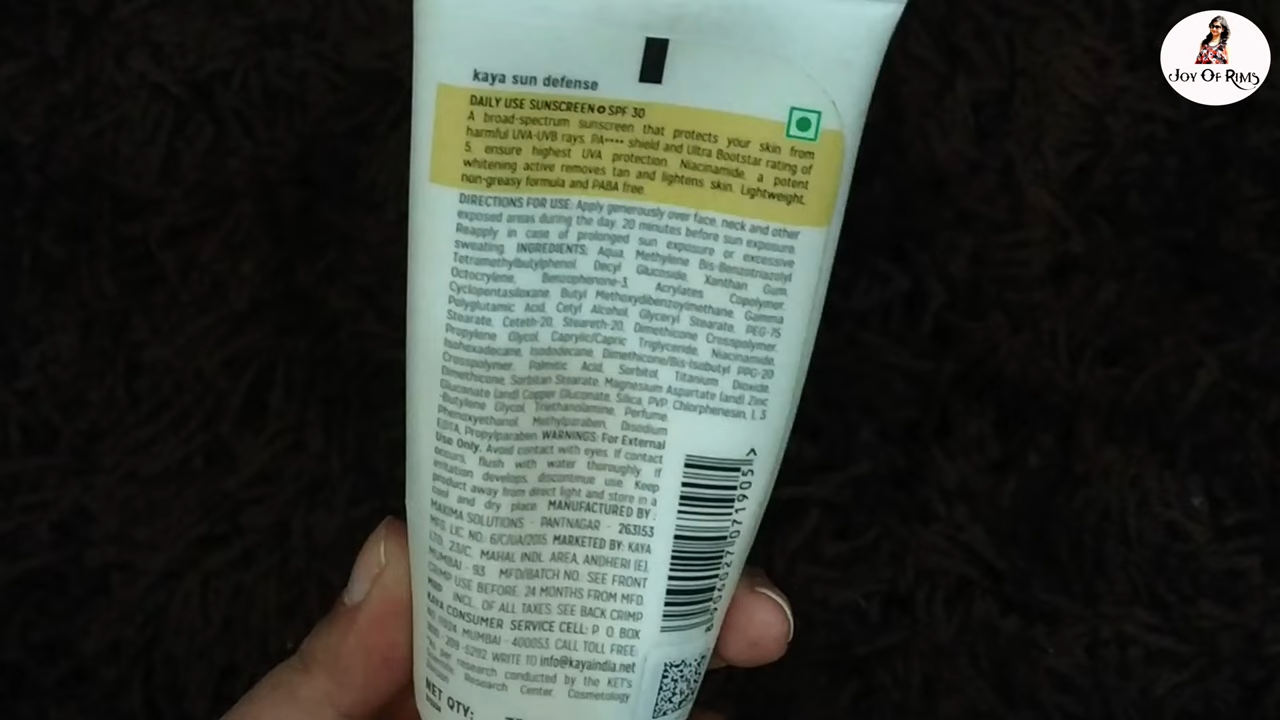 JOY OF RIMS
kaya sun defense
DAILY USE SUNSCREEN SPF 30
A broad-spectrum sunscreen that protects your skin from
harmful UVA-UVB rays. PA++++ shield and Ultra Bootstar rating of
5, ensure highest UVA protection. Niacinamide, a potent
whitening active removes tan and lightens skin. Lightweight,
non-greasy formula and PABA free.
DIRECTIONS FOR USE: Apply generously over face, neck and other
exposed areas during the day, 20 minutes before sun exposure.
Reapply in case of prolonged sun exposure or excessive
sweating. INGREDIENTS: Aqua, Methylene Bis-Benzotriazolyl
Tetramethylbutylphenol, Decyl Glucoside, Xanthan Gum,
Octocrylene, Benzophenone-3, Acrylates Copolymer,
Cyclopentasiloxane, Butyl Methoxydibenzoylmethane, Gamma
Polyglutamic Acid, Cetyl Alcohol, Glyceryl Stearate, PEG-75
Stearate, Ceteth-20, Steareth-20, Dimethicone Crosspolymer,
Propylene Glycol, Caprylic/Capric Triglyceride, Niacinamide,
Isohexadecane, Isododecane, Dimethicone/Bis-Isobutyl PPG-20
Crosspolymer, Palmitic Acid, Sorbitol, Titanium Dioxide,
Dimethicone, Sorbitan Stearate, Magnesium Aspartate (and) Zinc
Gluconate (and) Copper Gluconate, Silica, PVP, Chlorphenesin, 1, 3
-Butylene Glycol, Triethanolamine, Perfume,
Phenoxyethanol, Methylparaben, Disodium
EDTA, Propylparaben. WARNINGS: For External
Use Only. Avoid contact with eyes. If contact
occurs, flush with water thoroughly. If
irritation develops, discontinue use. Keep
product away from direct light and store in a
cool and dry place. MANUFACTURED BY:
MAXIMA SOLUTIONS - PANTNAGAR - 263153
MFG. LIC. NO.: 6/C/UA/2015 MARKETED BY: KAYA
LTD. 23/C, MAHAL INDL. AREA, ANDHERI (E),
MUMBAI - 93 MFD/BATCH NO.: SEE FRONT
CRIMP USE BEFORE: 24 MONTHS FROM MFD.
MRP INCL. OF ALL TAXES: SEE BACK CRIMP
KAYA CONSUMER SERVICE CELL: P. O. BOX
MUMBAI - 400053. CALL TOLL FREE:
209 -5292 WRITE TO info@kayaindia.net
per research conducted by the KET's
Scientific Research Center, Cosmetology
NET QTY: